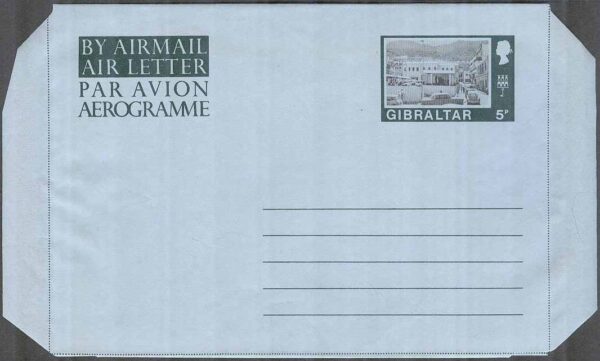 BY AIRMAIL
AIR LETTER
PAR AVION
AEROGRAMME
GIBRALTAR 5P